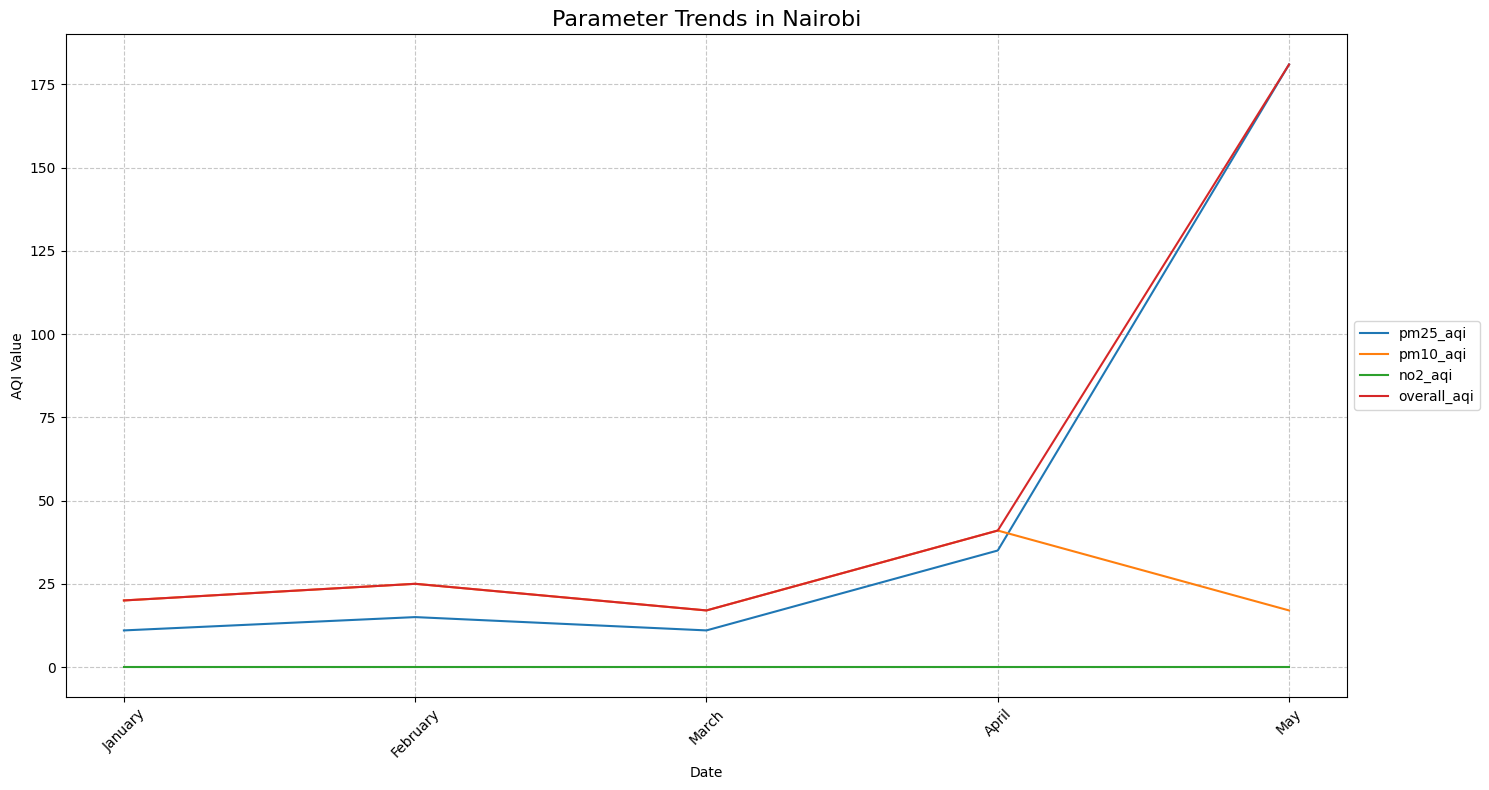 Parameter Trends in Nairobi
AQI Value
175
150
125
100
75
50
25
0
January
February
March
April
May
Date
pm25_aqi
pm10_aqi
no2_aqi
overall_aqi